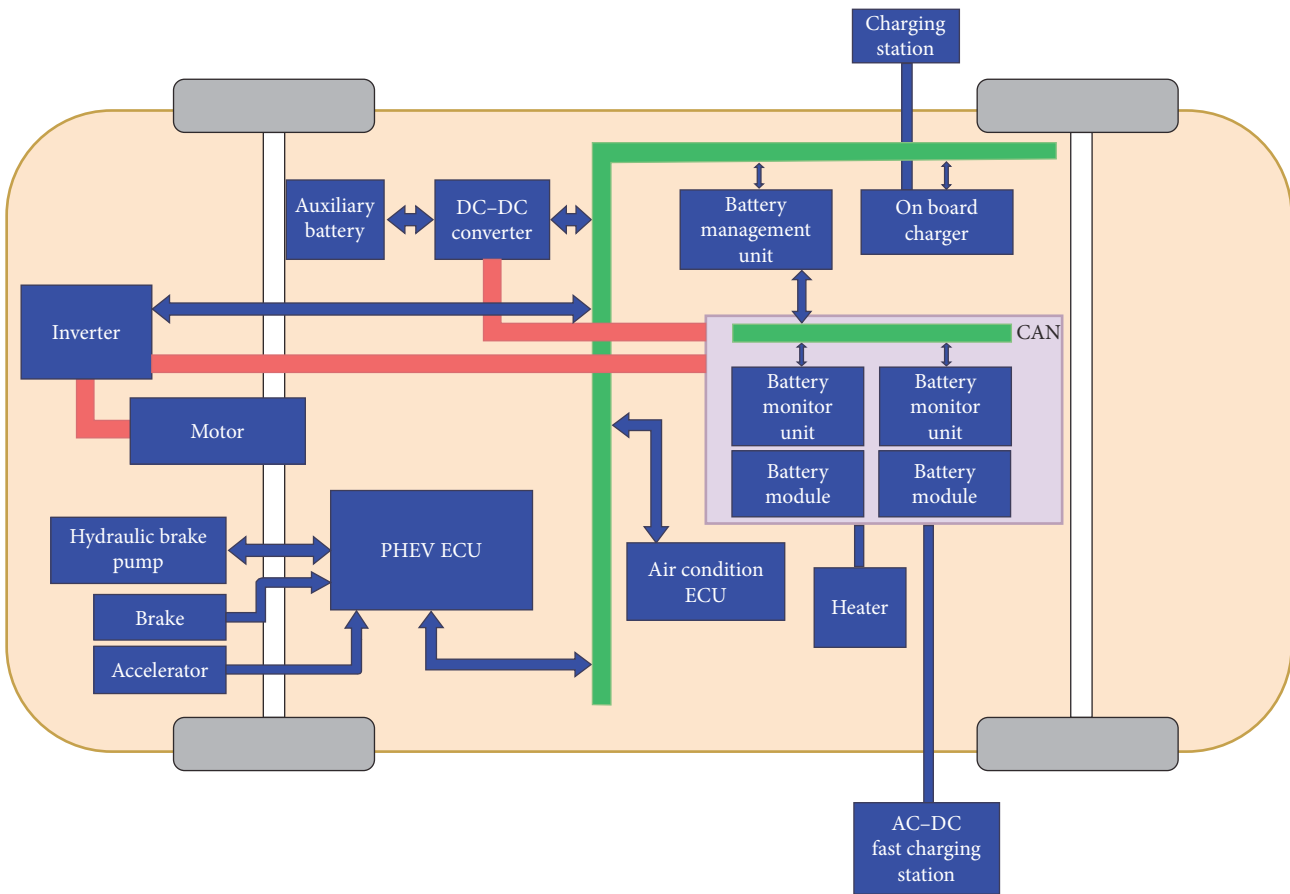 Charging
station
Auxiliary
battery
DC–DC
converter
Battery
management
unit
On board
charger
Inverter
CAN
Battery
monitor
unit
Battery
monitor
unit
Motor
Battery
module
Battery
module
Hydraulic brake
pump
PHEV ECU
Air condition
ECU
Heater
Brake
Accelerator
AC–DC
fast charging
station